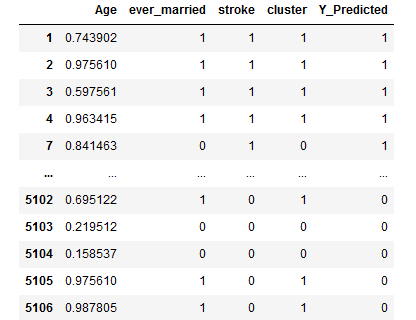 Age ever_married stroke cluster Y_Predicted
1 0.743902 1 1 1 1
2 0.975610 1 1 1 1
3 0.597561 1 1 1 1
4 0.963415 1 1 1 1
7 0.841463 0 1 0 1
... ... ... ... ... ...
5102 0.695122 1 0 1 0
5103 0.219512 0 0 0 0
5104 0.158537 0 0 0 0
5105 0.975610 1 0 1 0
5106 0.987805 1 0 1 0